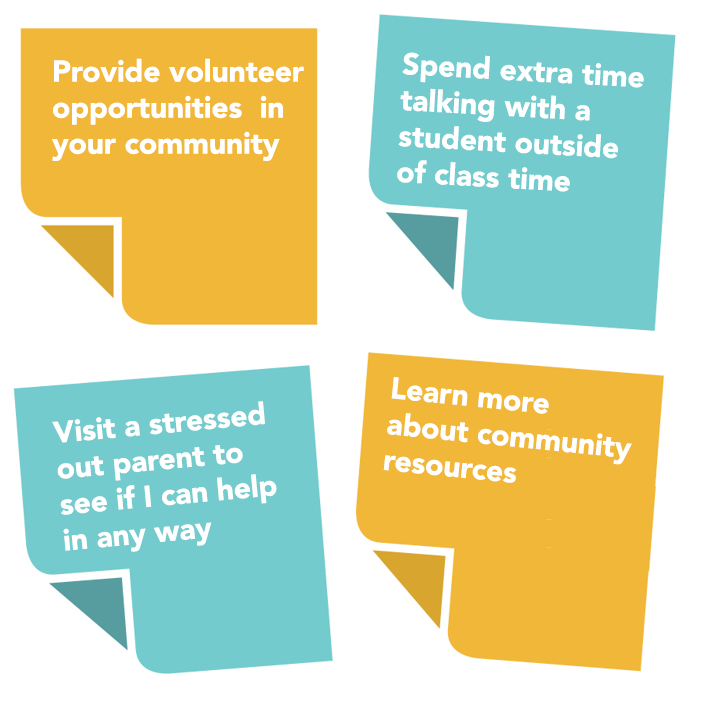 Provide volunteer
opportunities in
your community
Spend extra time
talking with a
student outside
of class time
Visit a stressed
out parent to
see if I can help
in any way
Learn more
about community
resources